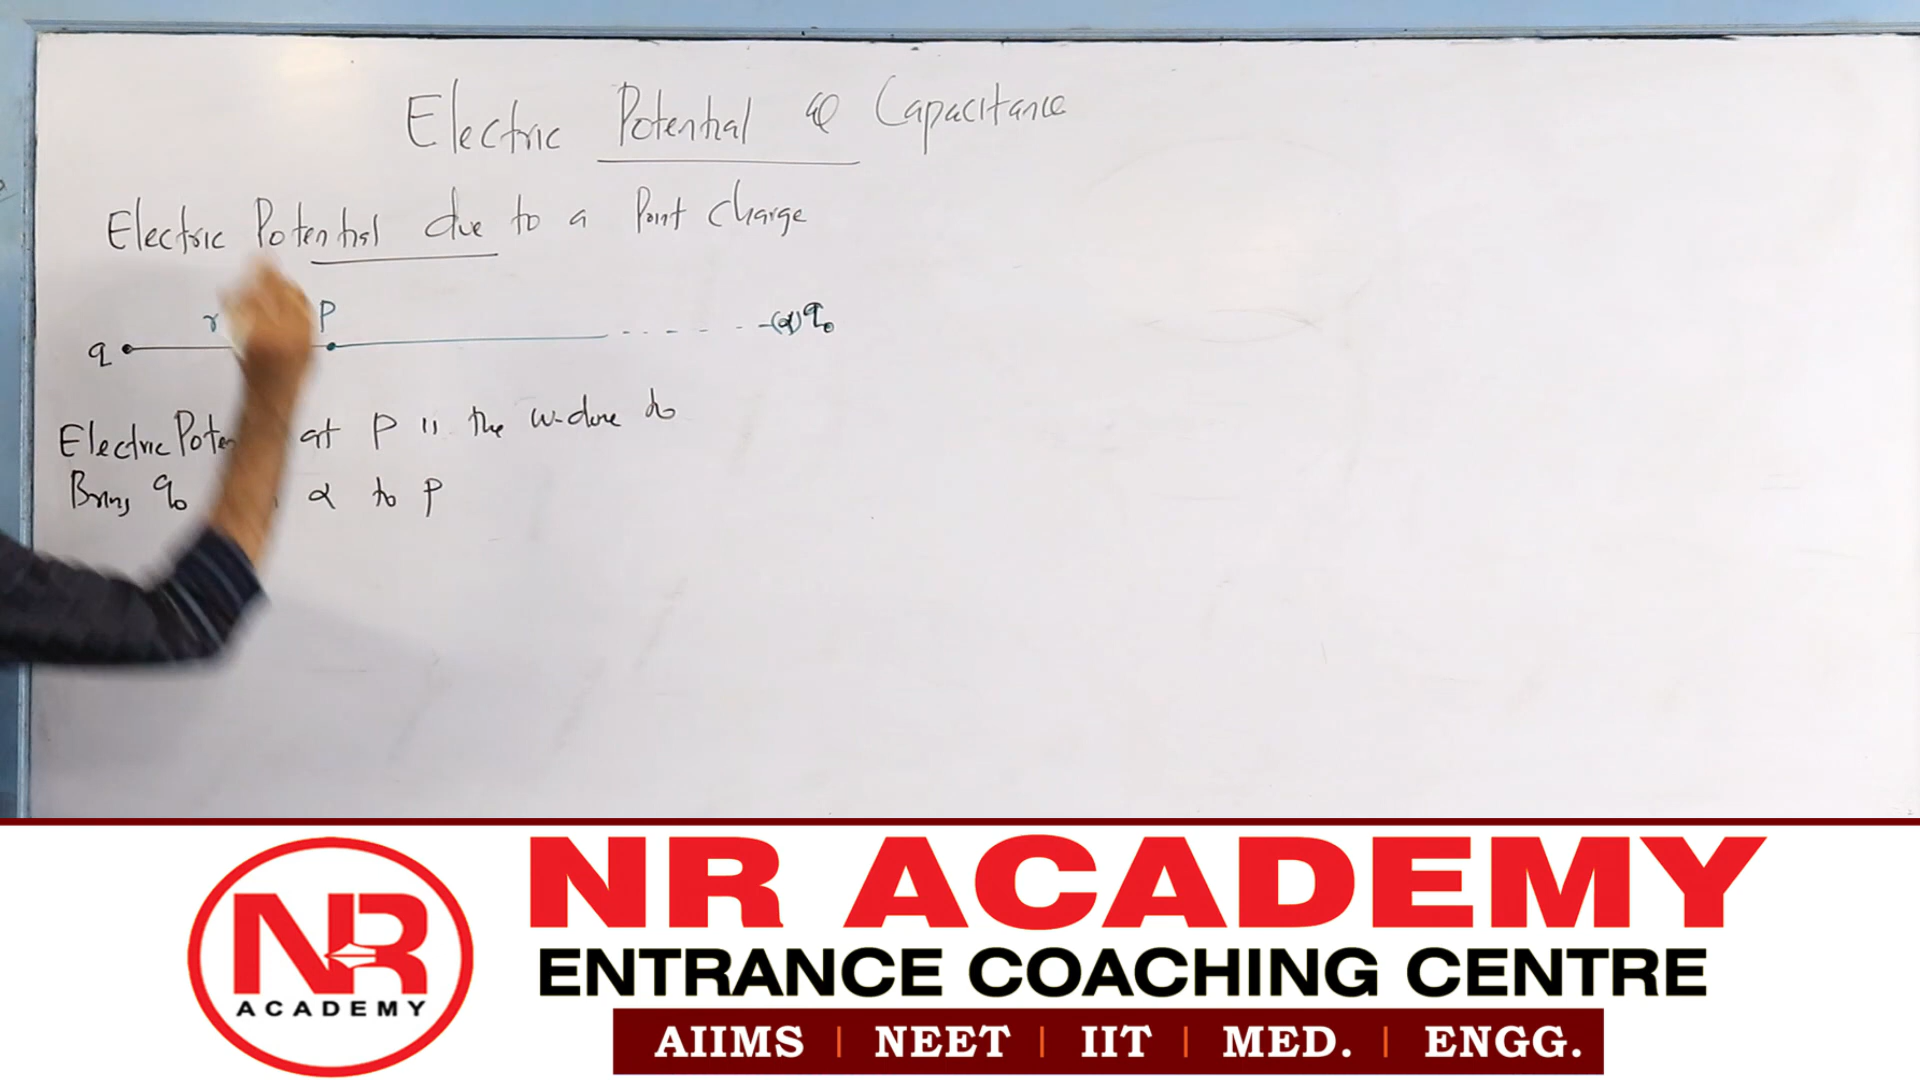 Electric Potential & Capacitance
Electric Potential due to a Point charge
r P (α) q₀
q
Electric Poten at P is the w-done to
Bring q₀ α to P
NR ACADEMY
NR
ACADEMY
ENTRANCE COACHING CENTRE
AIIMS | NEET | IIT | MED. | ENGG.